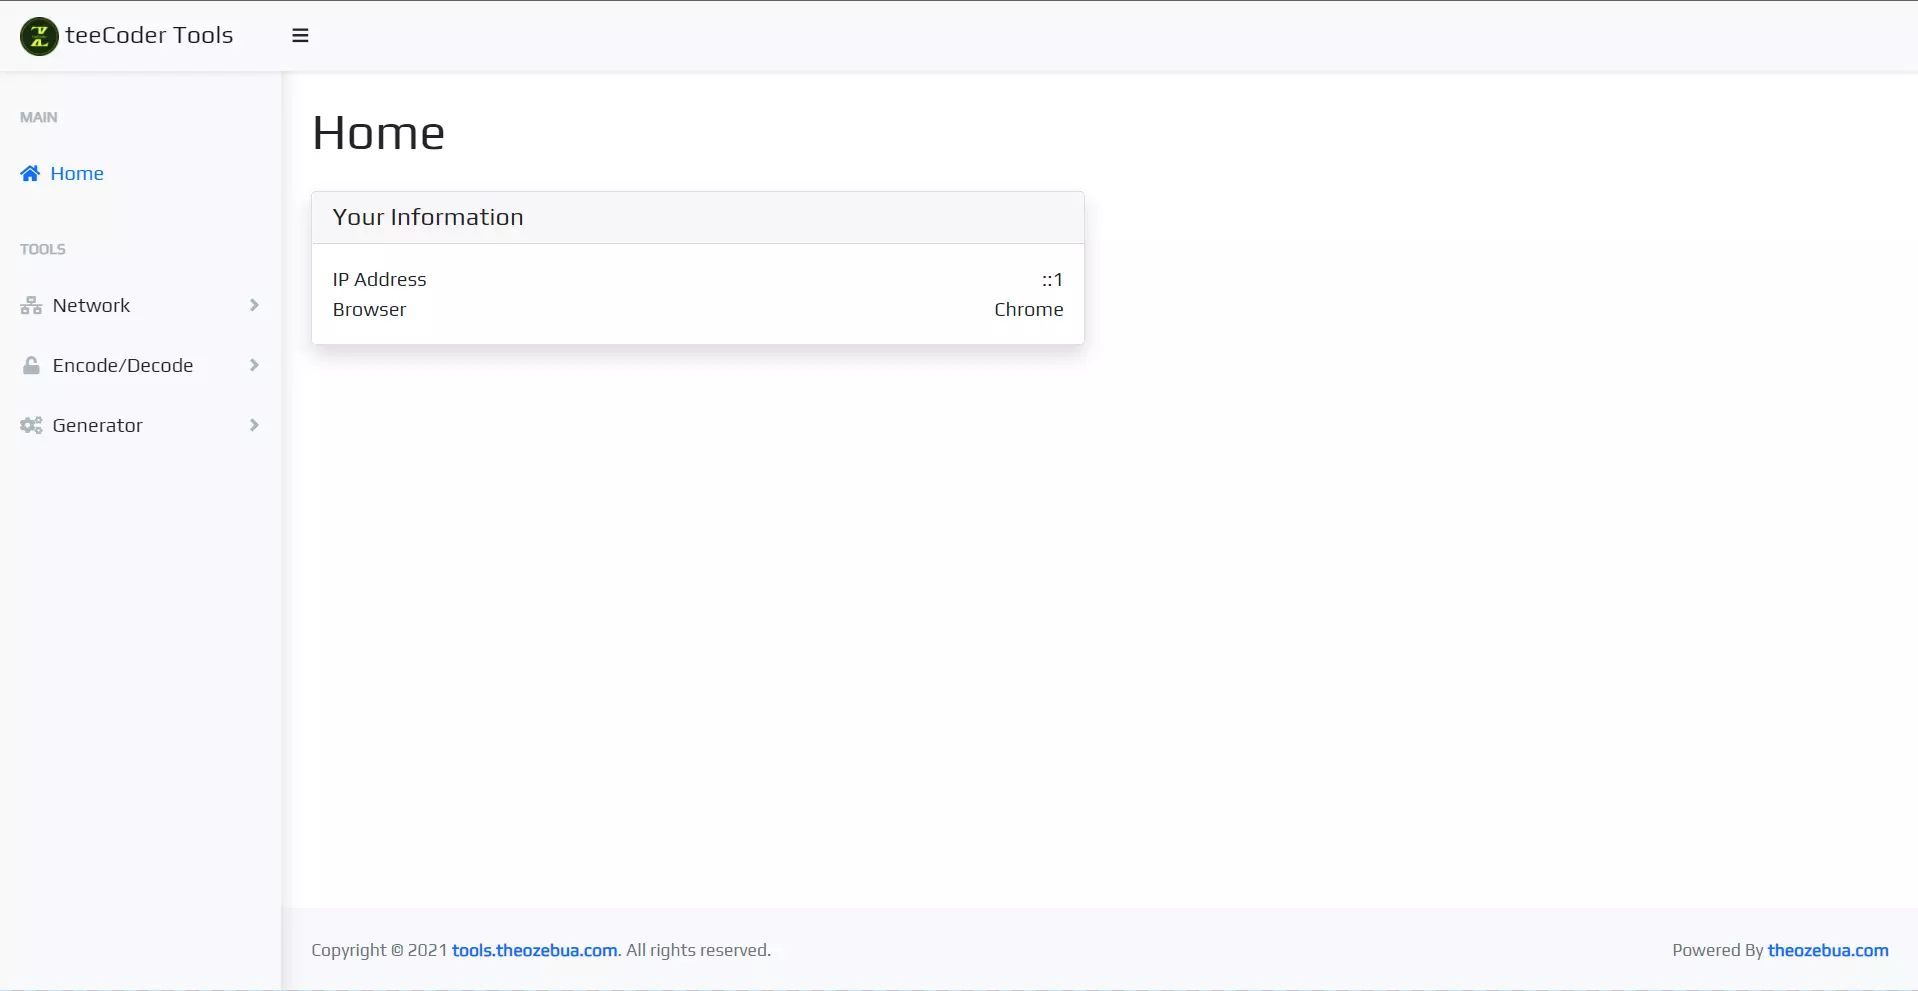 teeCoder Tools
MAIN
Home
TOOLS
Network
Encode/Decode
Generator
Home
Your Information
IP Address ::1
Browser Chrome
Copyright © 2021 tools.theozebua.com. All rights reserved.
Powered By theozebua.com